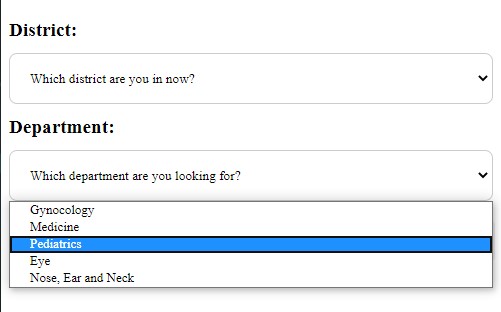 District:
Which district are you in now?
Department:
Which department are you looking for?
Gynocology
Medicine
Pediatrics
Eye
Nose, Ear and Neck